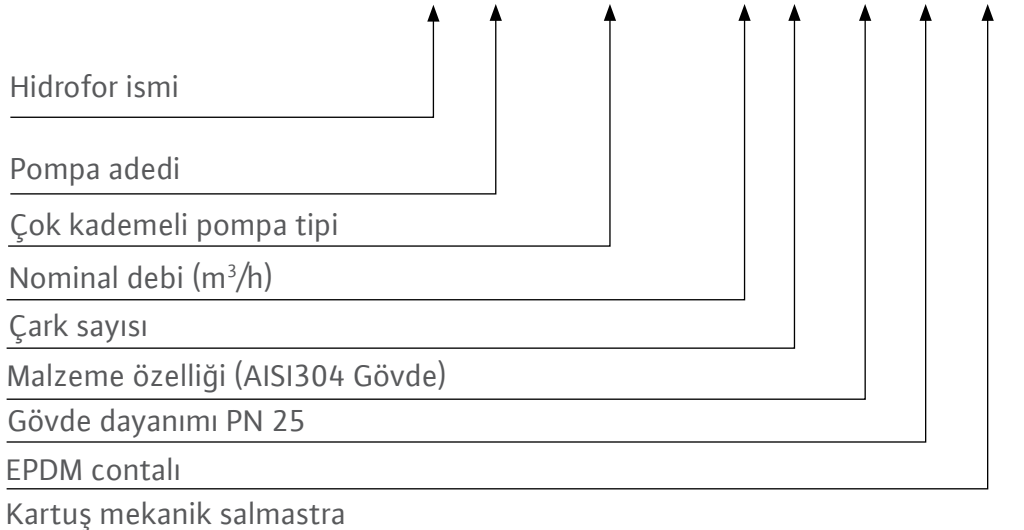 Hidrofor ismi
Pompa adedi
Çok kademeli pompa tipi
Nominal debi (m³/h)
Çark sayısı
Malzeme özelliği (AISI304 Gövde)
Gövde dayanımı PN 25
EPDM contalı
Kartuş mekanik salmastra